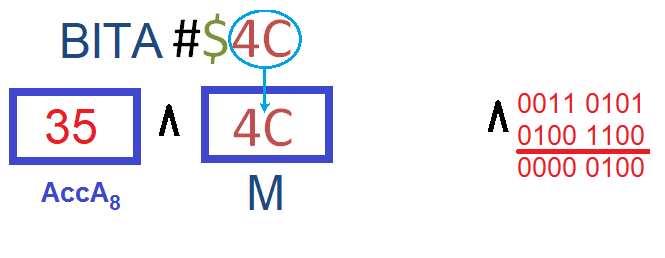 BITA #$4C
35 ∧ 4C
AccA₈ M
∧ 0011 0101
0100 1100
0000 0100